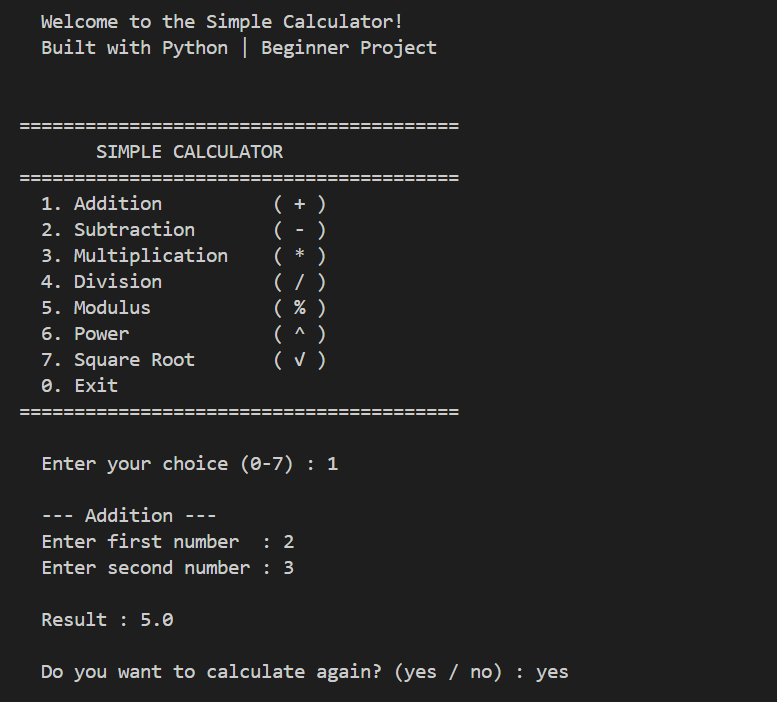 Welcome to the Simple Calculator!
Built with Python | Beginner Project
========================================
SIMPLE CALCULATOR
========================================
1. Addition ( + )
2. Subtraction ( - )
3. Multiplication ( * )
4. Division ( / )
5. Modulus ( % )
6. Power ( ^ )
7. Square Root ( √ )
0. Exit
========================================
Enter your choice (0-7) : 1
--- Addition ---
Enter first number  : 2
Enter second number : 3
Result : 5.0
Do you want to calculate again? (yes / no) : yes